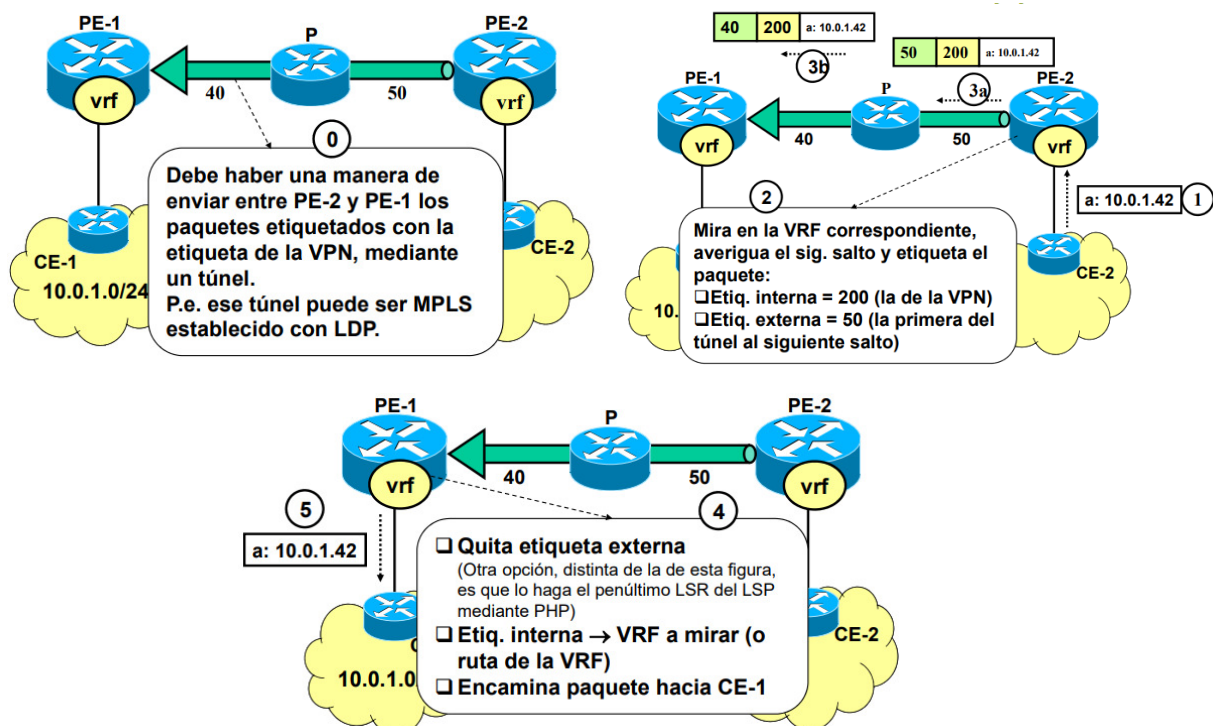 PE-1
P
PE-2
40
50
vrf
vrf
0
Debe haber una manera de
enviar entre PE-2 y PE-1 los
paquetes etiquetados con la
etiqueta de la VPN, mediante
un túnel.
P.e. ese túnel puede ser MPLS
establecido con LDP.
CE-1
10.0.1.0/24
CE-2
40 200 a: 10.0.1.42
3b
50 200 a: 10.0.1.42
3a
PE-1
P
PE-2
40
50
vrf
vrf
a: 10.0.1.42 1
2
Mira en la VRF correspondiente,
averigua el sig. salto y etiqueta el
paquete:
❑Etiq. interna = 200 (la de la VPN)
❑Etiq. externa = 50 (la primera del
túnel al siguiente salto)
10.
CE-2
PE-1
P
PE-2
40
50
vrf
vrf
5
a: 10.0.1.42
4
❑ Quita etiqueta externa
(Otra opción, distinta de la de esta figura,
es que lo haga el penúltimo LSR del LSP
mediante PHP)
❑ Etiq. interna → VRF a mirar (o
ruta de la VRF)
❑ Encamina paquete hacia CE-1
10.0.1.0
CE-2